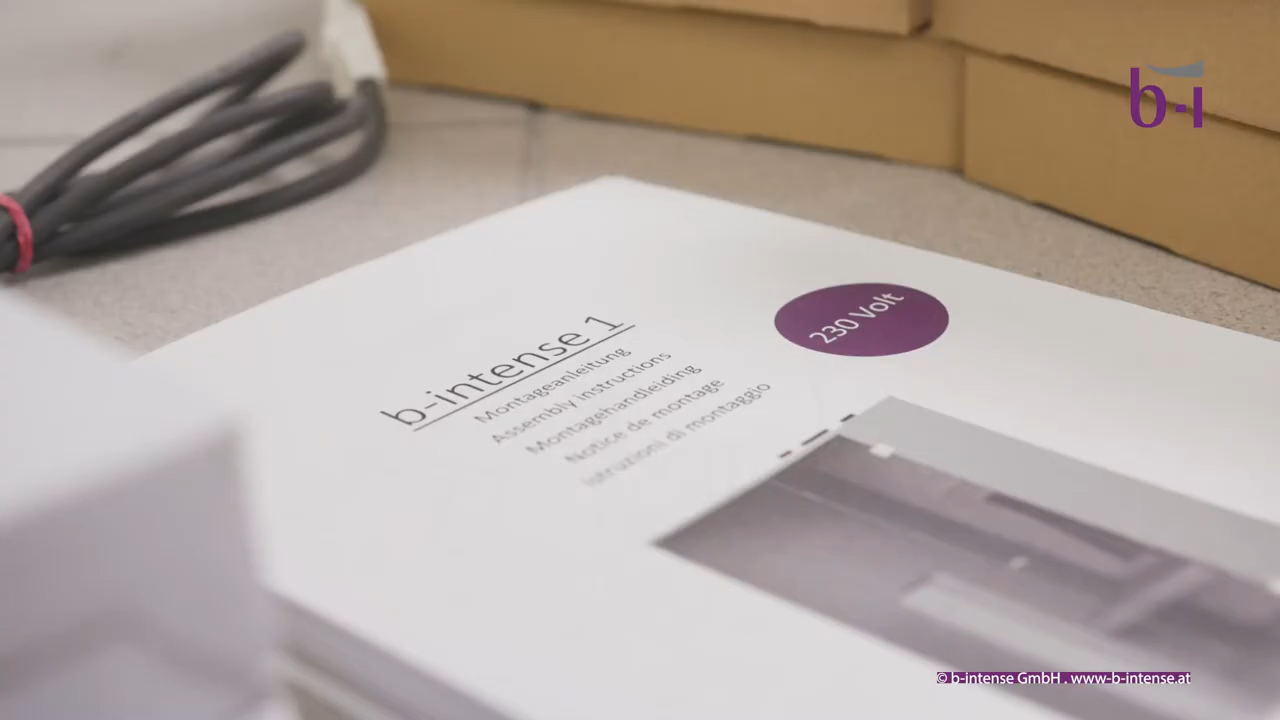 b-i
230 Volt
b-intense 1
Montageanleitung
Assembly instructions
Montagehandleiding
Notice de montage
Istruzioni di montaggio
© b-intense GmbH . www-b-intense.at